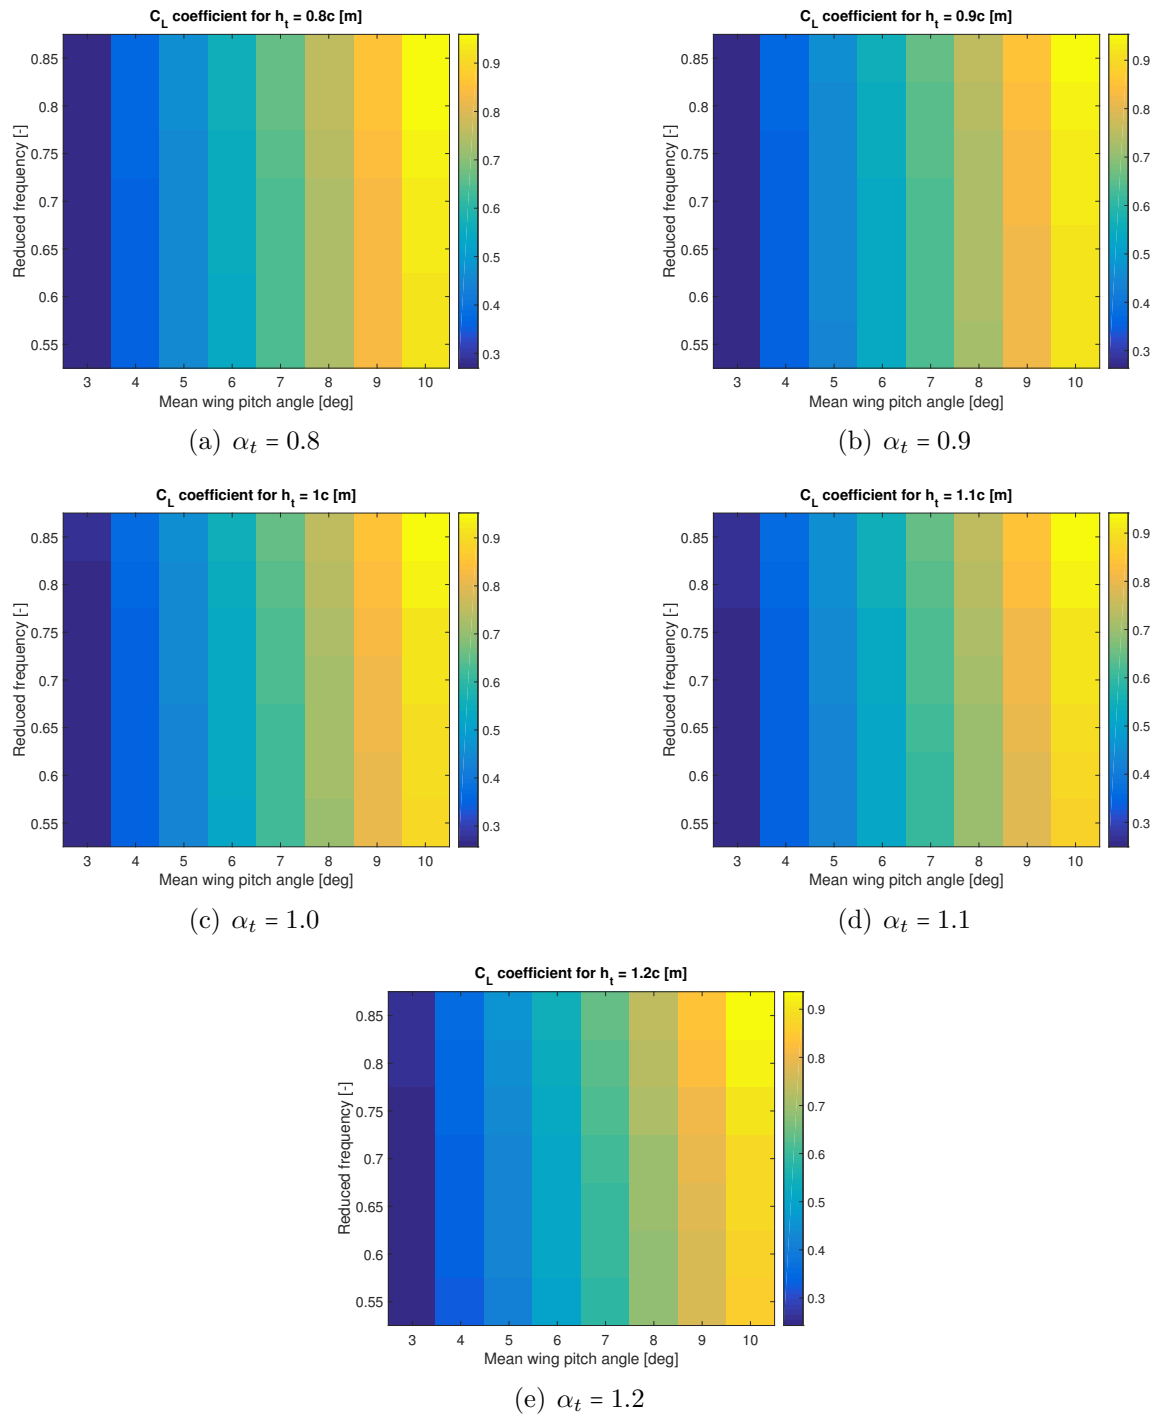 C_L coefficient for h_t = 0.8c [m]
Reduced frequency [-]
0.85
0.8
0.75
0.7
0.65
0.6
0.55
3 4 5 6 7 8 9 10
Mean wing pitch angle [deg]
0.9
0.8
0.7
0.6
0.5
0.4
0.3
(a) α_t = 0.8
C_L coefficient for h_t = 0.9c [m]
Reduced frequency [-]
0.85
0.8
0.75
0.7
0.65
0.6
0.55
3 4 5 6 7 8 9 10
Mean wing pitch angle [deg]
0.9
0.8
0.7
0.6
0.5
0.4
0.3
(b) α_t = 0.9
C_L coefficient for h_t = 1c [m]
Reduced frequency [-]
0.85
0.8
0.75
0.7
0.65
0.6
0.55
3 4 5 6 7 8 9 10
Mean wing pitch angle [deg]
0.9
0.8
0.7
0.6
0.5
0.4
0.3
(c) α_t = 1.0
C_L coefficient for h_t = 1.1c [m]
Reduced frequency [-]
0.85
0.8
0.75
0.7
0.65
0.6
0.55
3 4 5 6 7 8 9 10
Mean wing pitch angle [deg]
0.9
0.8
0.7
0.6
0.5
0.4
0.3
(d) α_t = 1.1
C_L coefficient for h_t = 1.2c [m]
Reduced frequency [-]
0.85
0.8
0.75
0.7
0.65
0.6
0.55
3 4 5 6 7 8 9 10
Mean wing pitch angle [deg]
0.9
0.8
0.7
0.6
0.5
0.4
0.3
(e) α_t = 1.2